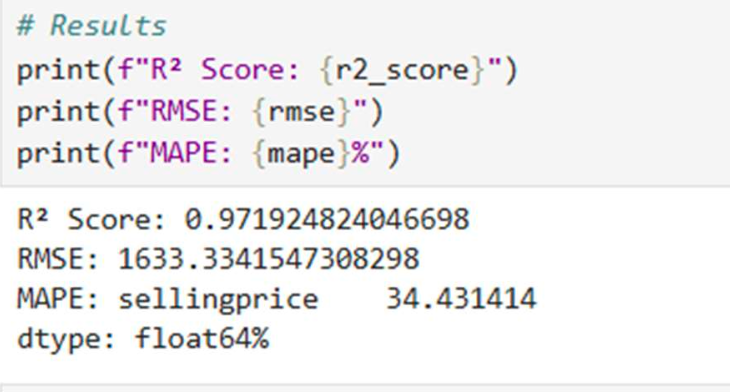 # Results
print(f"R² Score: {r2_score}")
print(f"RMSE: {rmse}")
print(f"MAPE: {mape}%")
R² Score: 0.971924824046698
RMSE: 1633.3341547308298
MAPE: sellingprice    34.431414
dtype: float64%